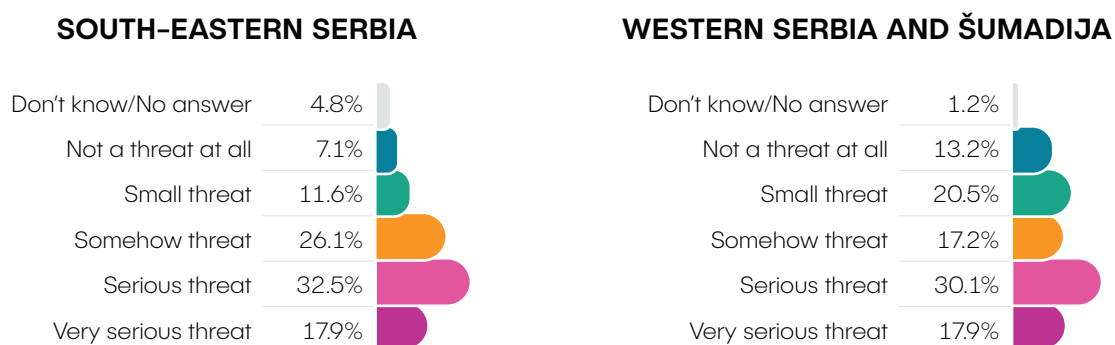 SOUTH-EASTERN SERBIA
Don't know/No answer 4.8%
Not a threat at all 7.1%
Small threat 11.6%
Somehow threat 26.1%
Serious threat 32.5%
Very serious threat 17.9%
WESTERN SERBIA AND ŠUMADIJA
Don't know/No answer 1.2%
Not a threat at all 13.2%
Small threat 20.5%
Somehow threat 17.2%
Serious threat 30.1%
Very serious threat 17.9%